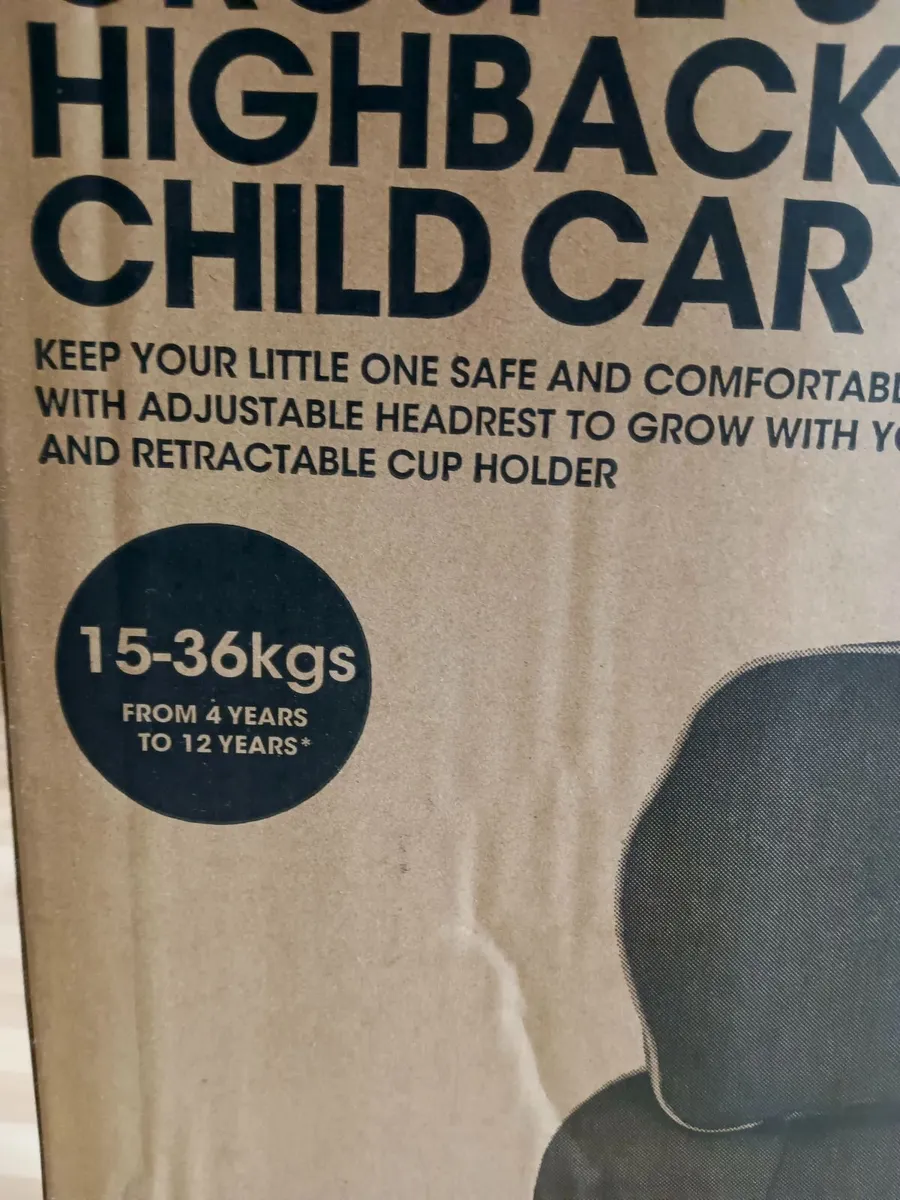 HIGHBACK
CHILD CAR
KEEP YOUR LITTLE ONE SAFE AND
WITH ADJUSTABLE HEADREST TO GROW WITH
AND RETRACTABLE CUP HOLDER
15-36kgs
FROM 4 YEARS
TO 12 YEARS*